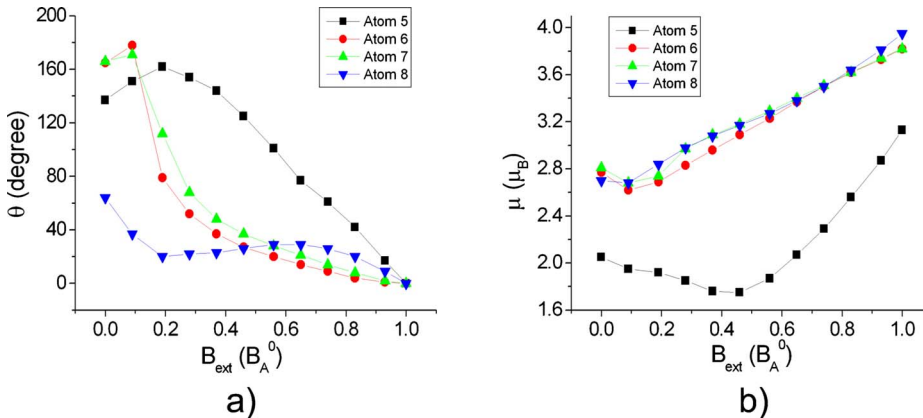 Atom 5
Atom 6
Atom 7
Atom 8
θ (degree)
200
160
120
80
40
0
0.0 0.2 0.4 0.6 0.8 1.0
B_ext (B_A^0)
a)
Atom 5
Atom 6
Atom 7
Atom 8
μ (μ_B)
4.0
3.6
3.2
2.8
2.4
2.0
1.6
0.0 0.2 0.4 0.6 0.8 1.0
B_ext (B_A^0)
b)